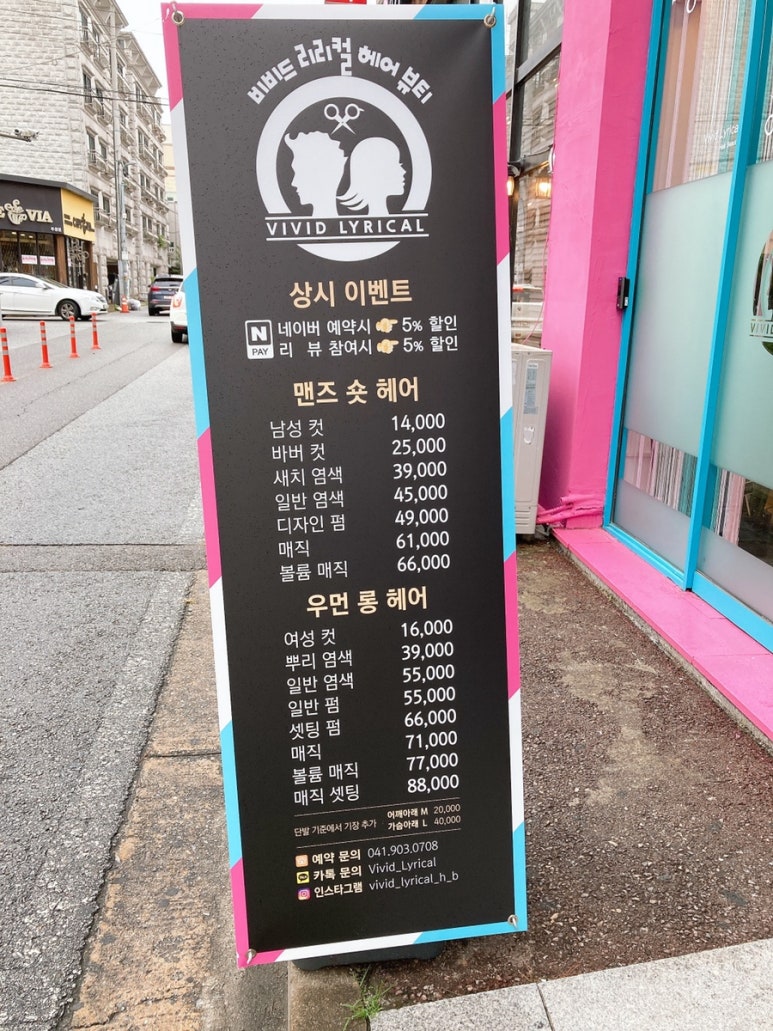 비비드 리리컬 헤어 뷰티
VIVID LYRICAL
상시 이벤트
N PAY
네이버 예약시 👉 5% 할인
리 뷰 참여시 👉 5% 할인
맨즈 숏 헤어
남성 컷 14,000
바버 컷 25,000
새치 염색 39,000
일반 염색 45,000
디자인 펌 49,000
매직 61,000
볼륨 매직 66,000
우먼 롱 헤어
여성 컷 16,000
뿌리 염색 39,000
일반 염색 55,000
일반 펌 55,000
셋팅 펌 66,000
매직 71,000
볼륨 매직 77,000
매직 셋팅 88,000
단발 기준에서 기장 추가
어깨아래 M 20,000
가슴아래 L 40,000
예약 문의 041.903.0708
카톡 문의 Vivid_Lyrical
인스타그램 vivid_lyrical_h_b
VIA